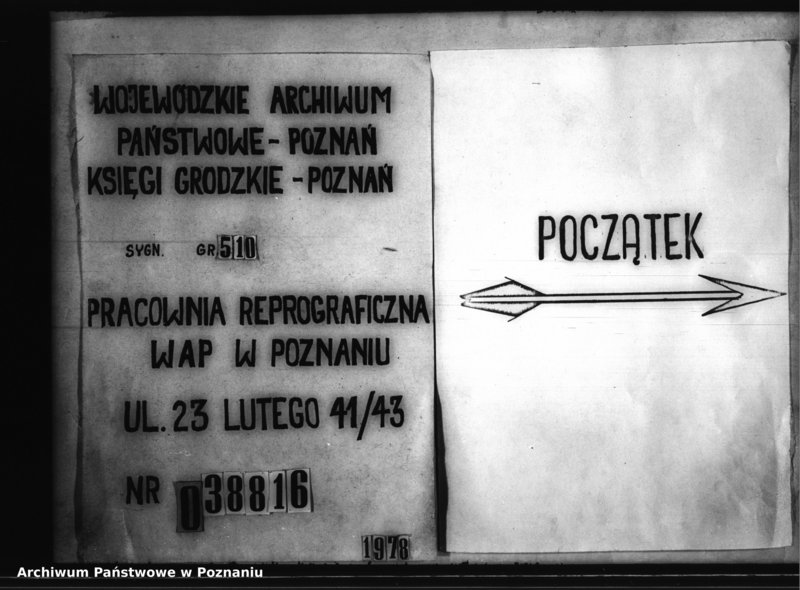 WOJEWÓDZKIE ARCHIWUM
PAŃSTWOWE - POZNAŃ
KSIĘGI GRODZKIE - POZNAŃ
SYGN. GR 510
PRACOWNIA REPROGRAFICZNA
WAP W POZNANIU
UL. 23 LUTEGO 41/43
NR 038816
1978
POCZĄTEK
Archiwum Państwowe w Poznaniu